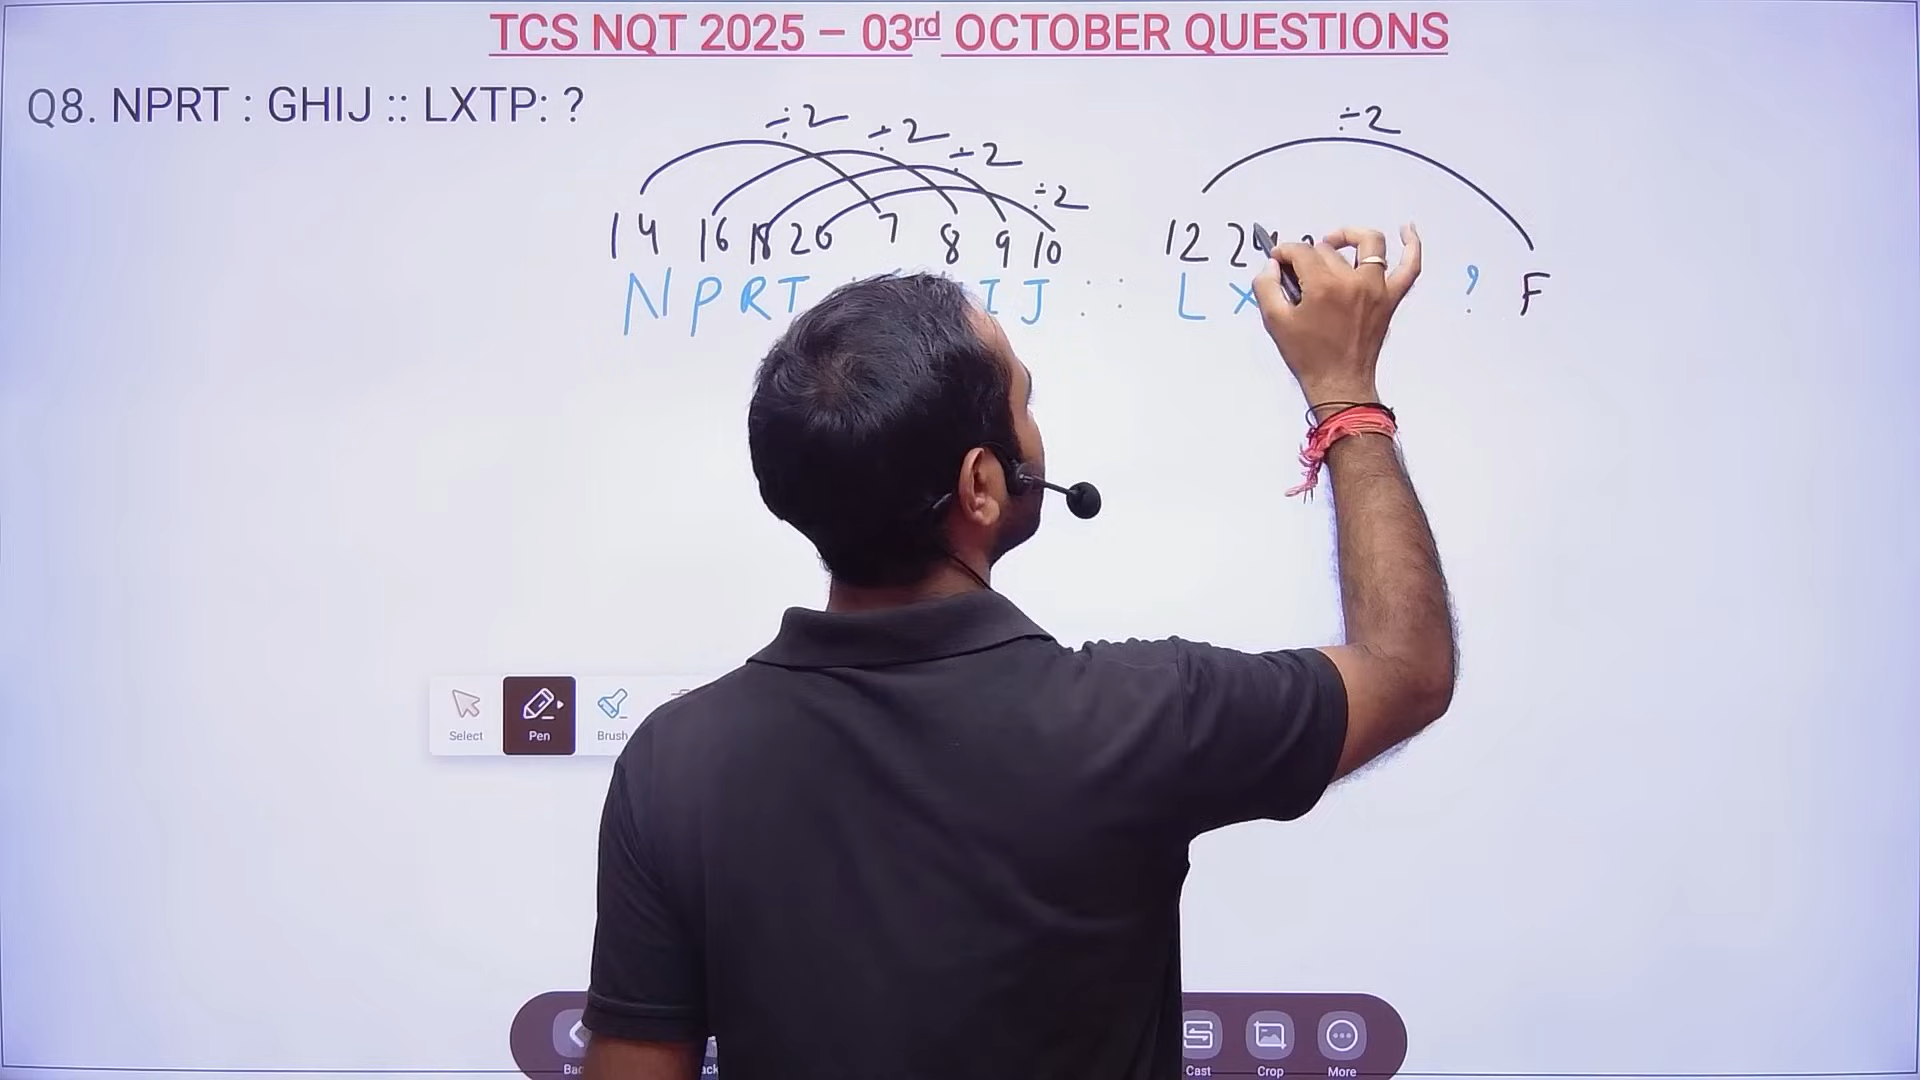 TCS NQT 2025 – 03rd OCTOBER QUESTIONS
Q8. NPRT : GHIJ :: LXTP: ?
÷2 ÷2 ÷2 ÷2 ÷2
14 16 18 20 7 8 9 10 12 24
N P R T I J :: L X ? F
Select Pen Brush
Cast Crop More